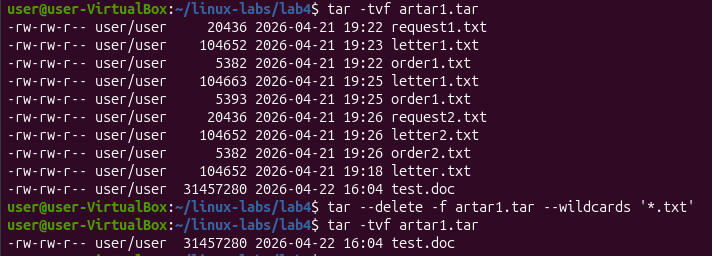 user@user-VirtualBox:~/linux-labs/lab4$ tar -tvf artar1.tar
-rw-rw-r-- user/user     20436 2026-04-21 19:22 request1.txt
-rw-rw-r-- user/user    104652 2026-04-21 19:23 letter1.txt
-rw-rw-r-- user/user      5382 2026-04-21 19:22 order1.txt
-rw-rw-r-- user/user    104663 2026-04-21 19:25 letter1.txt
-rw-rw-r-- user/user      5393 2026-04-21 19:25 order1.txt
-rw-rw-r-- user/user     20436 2026-04-21 19:26 request2.txt
-rw-rw-r-- user/user    104652 2026-04-21 19:26 letter2.txt
-rw-rw-r-- user/user      5382 2026-04-21 19:26 order2.txt
-rw-rw-r-- user/user    104652 2026-04-21 19:18 letter.txt
-rw-rw-r-- user/user  31457280 2026-04-22 16:04 test.doc
user@user-VirtualBox:~/linux-labs/lab4$ tar --delete -f artar1.tar --wildcards '*.txt'
user@user-VirtualBox:~/linux-labs/lab4$ tar -tvf artar1.tar
-rw-rw-r-- user/user  31457280 2026-04-22 16:04 test.doc